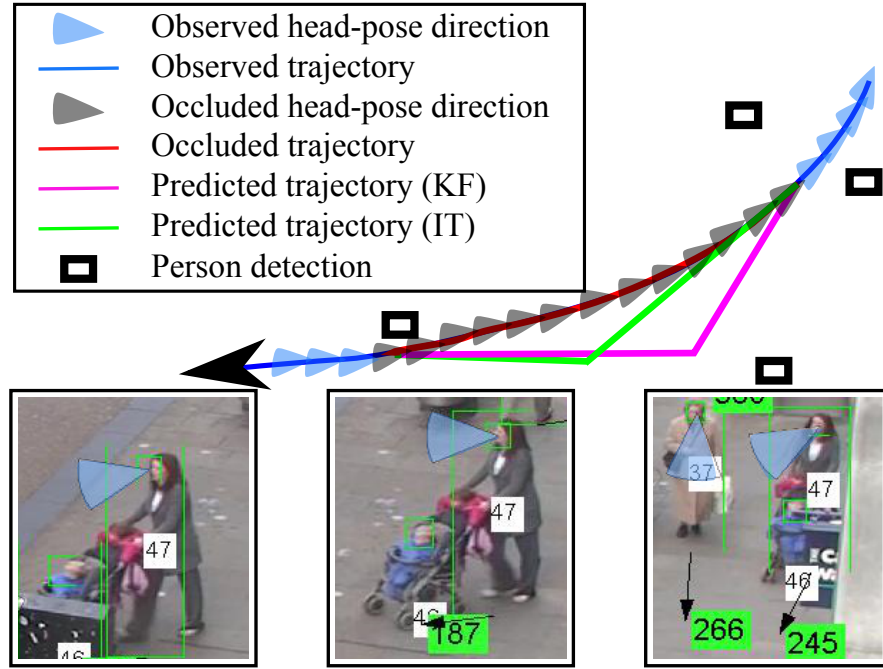 Observed head-pose direction
Observed trajectory
Occluded head-pose direction
Occluded trajectory
Predicted trajectory (KF)
Predicted trajectory (IT)
Person detection
47
46
47
46
187
37
47
46
266
245